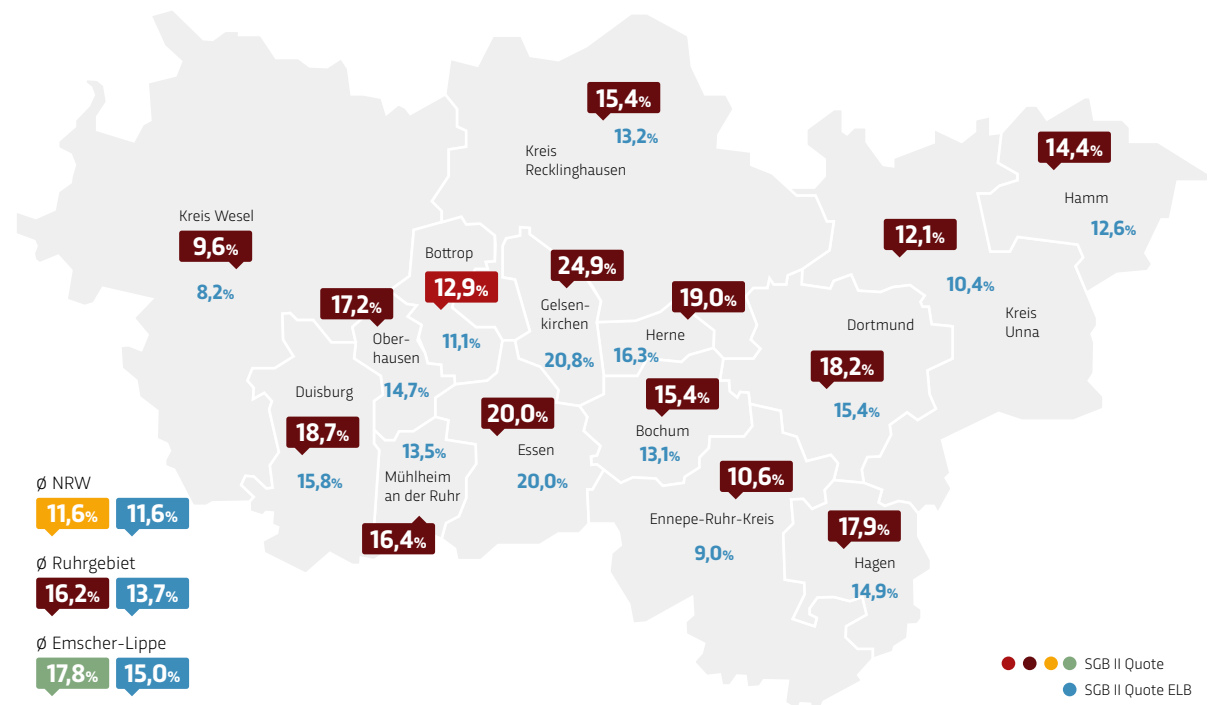 15,4%
13,2%
Kreis
Recklinghausen
14,4%
Hamm
12,6%
Kreis Wesel
9,6%
8,2%
12,1%
10,4%
Kreis
Unna
Bottrop
12,9%
11,1%
24,9%
Gelsen-
kirchen
20,8%
17,2%
Ober-
hausen
14,7%
19,0%
Herne
16,3%
Dortmund
18,2%
15,4%
Duisburg
18,7%
15,8%
20,0%
Essen
20,0%
15,4%
Bochum
13,1%
13,5%
Mühlheim
an der Ruhr
16,4%
10,6%
Ennepe-Ruhr-Kreis
9,0%
17,9%
Hagen
14,9%
Ø NRW
11,6% 11,6%
Ø Ruhrgebiet
16,2% 13,7%
Ø Emscher-Lippe
17,8% 15,0%
SGB II Quote
SGB II Quote ELB